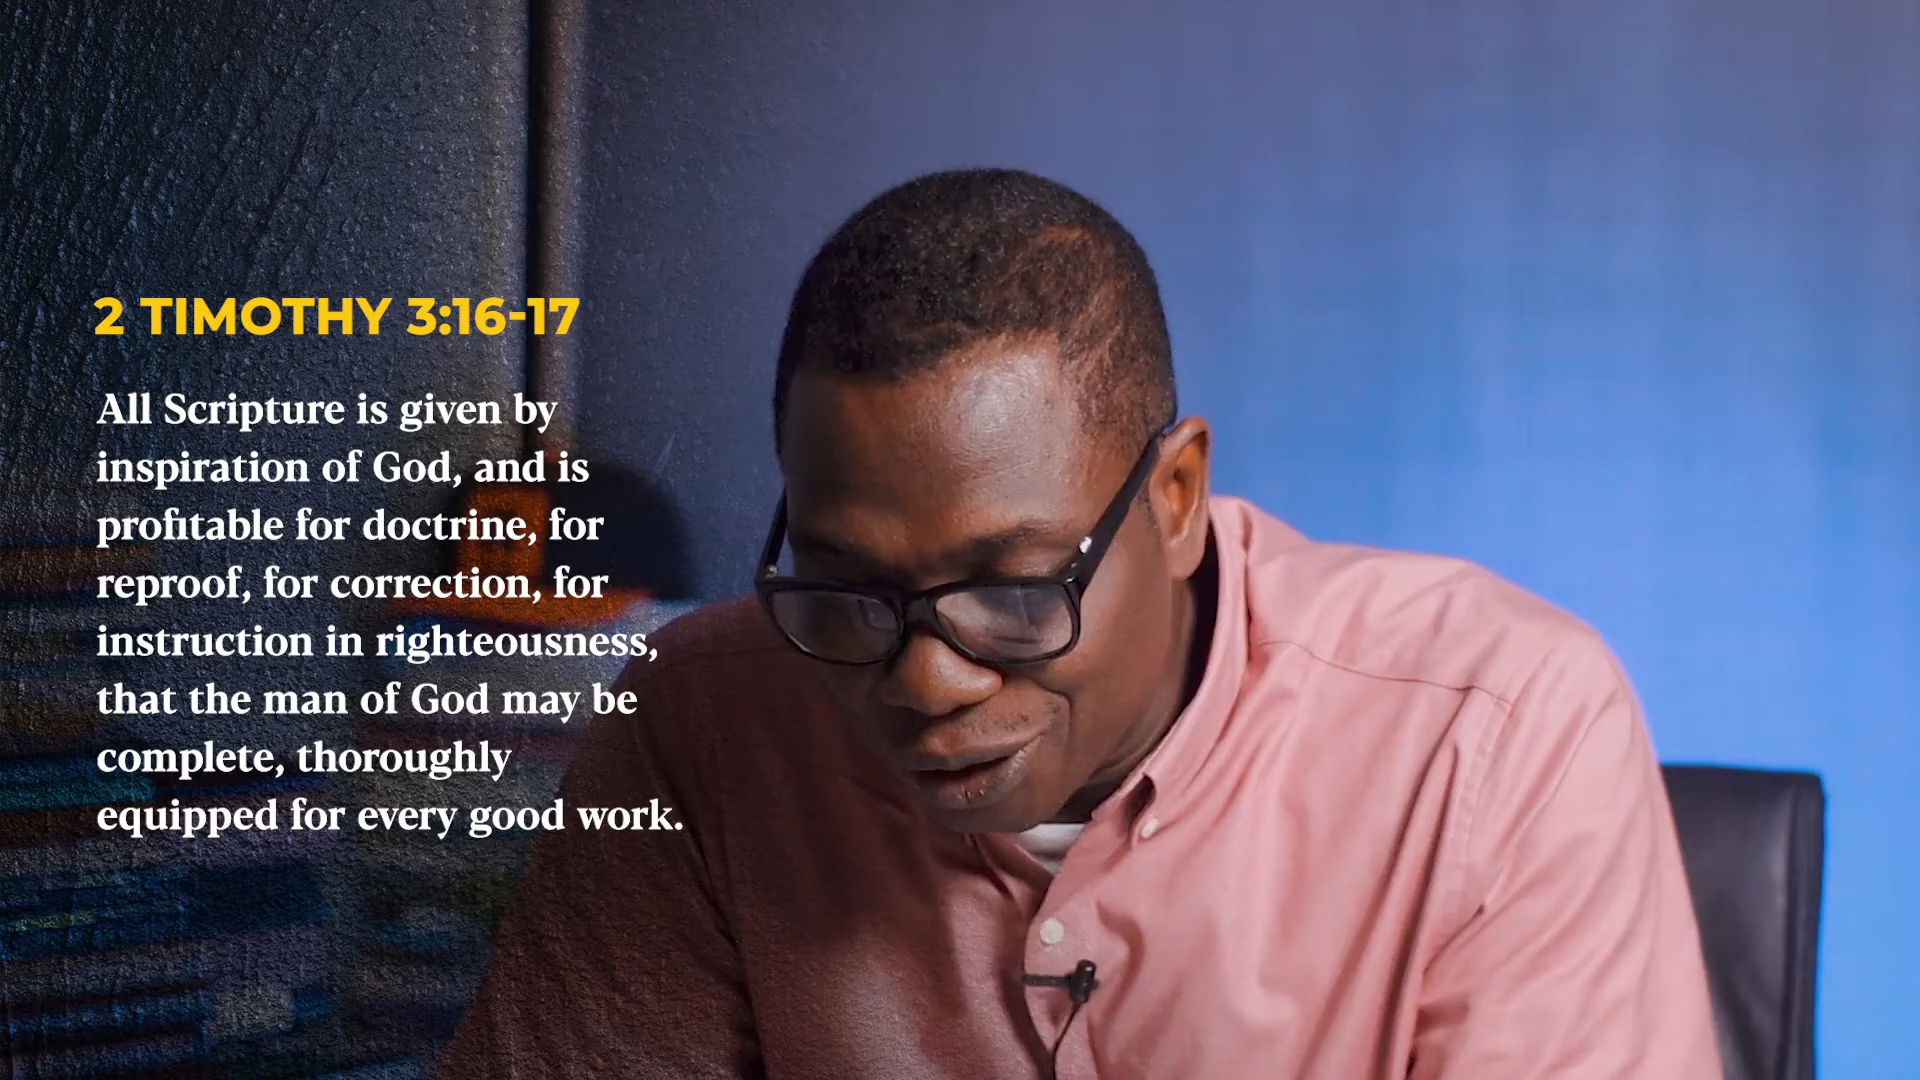 2 TIMOTHY 3:16-17
All Scripture is given by
inspiration of God, and is
profitable for doctrine, for
reproof, for correction, for
instruction in righteousness,
that the man of God may be
complete, thoroughly
equipped for every good work.